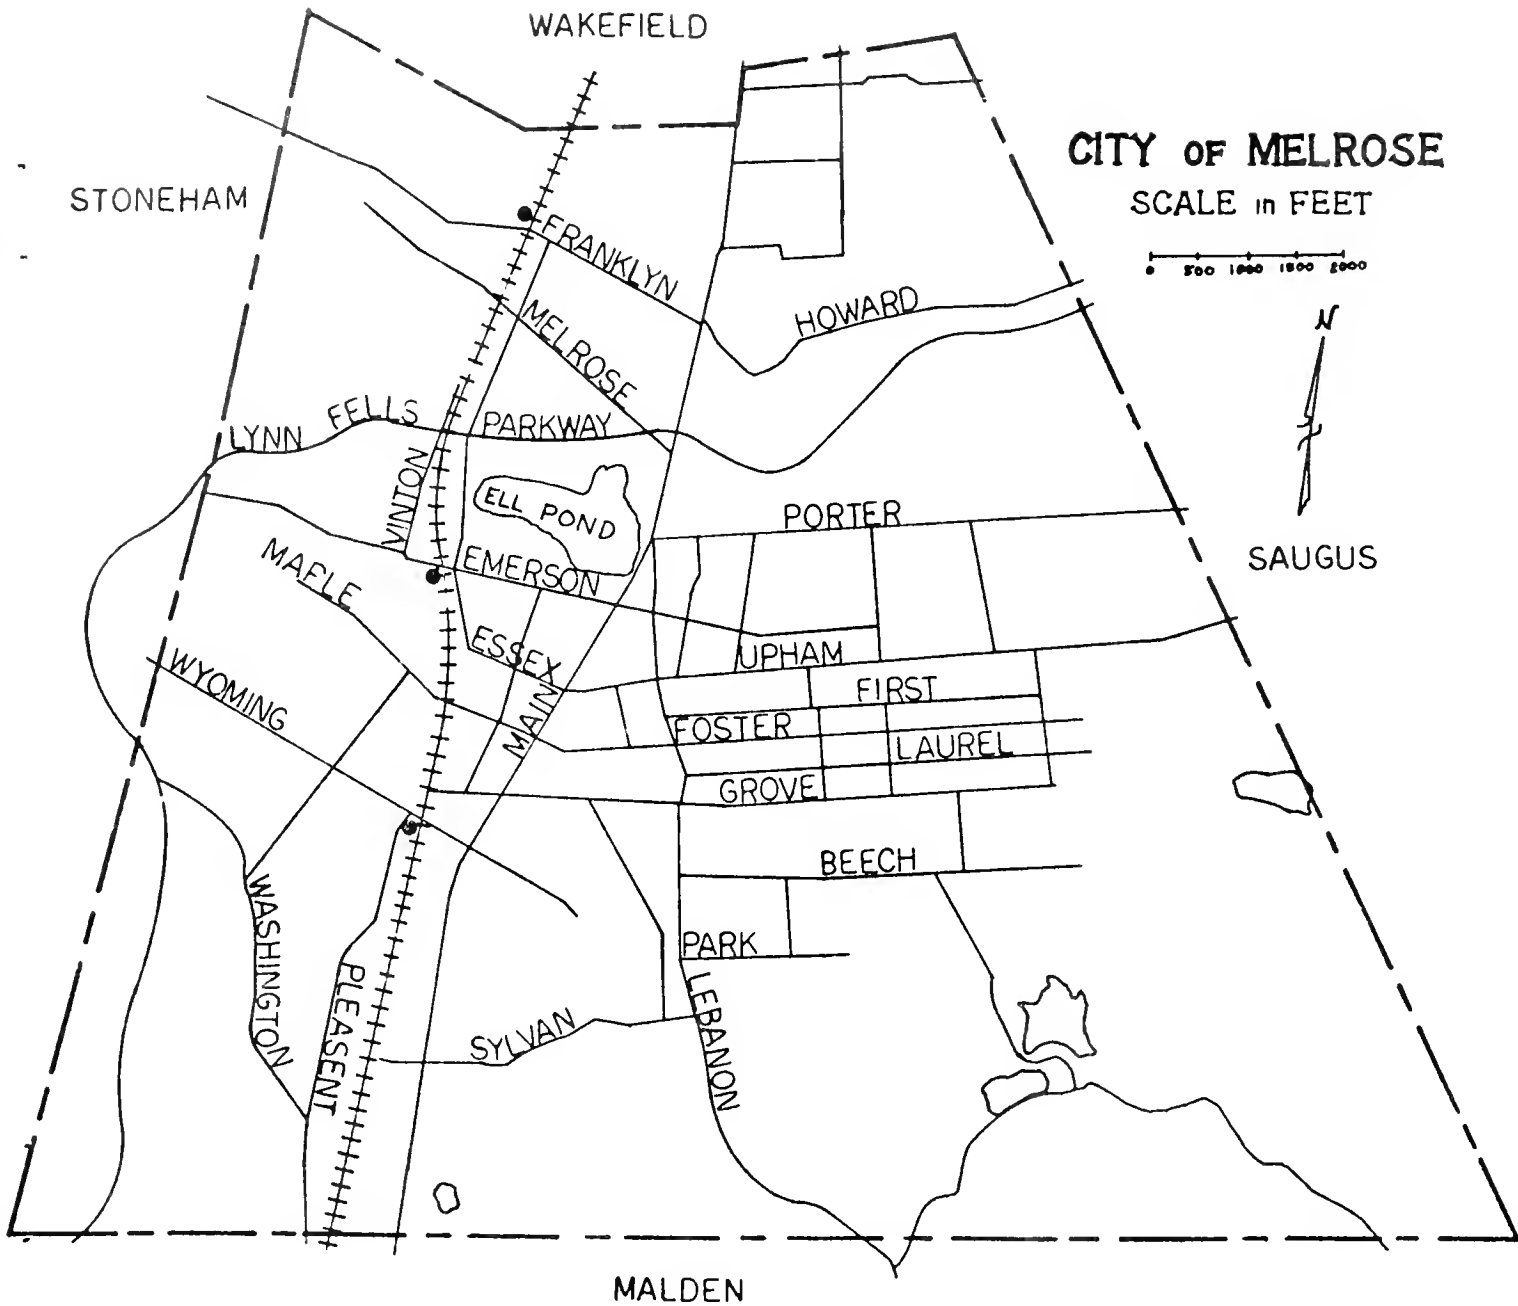 WAKEFIELD
CITY OF MELROSE
SCALE in FEET
0 500 1000 1500 2000
N
STONEHAM
FRANKLYN
HOWARD
MELROSE
LYNN FELLS PARKWAY
VINTON
ELL POND
PORTER
SAUGUS
EMERSON
MAPLE
ESSEX
UPHAM
WYOMING
FIRST
MAIN
FOSTER
LAUREL
GROVE
BEECH
WASHINGTON
PARK
PLEASENT
LEBANON
SYLVAN
MALDEN